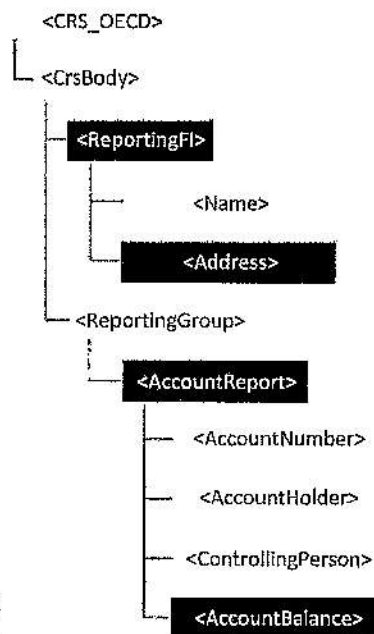 <CRS_OECD>
<CrsBody>
<ReportingFI>
<Name>
<Address>
<ReportingGroup>
<AccountReport>
<AccountNumber>
<AccountHolder>
<ControllingPerson>
<AccountBalance>